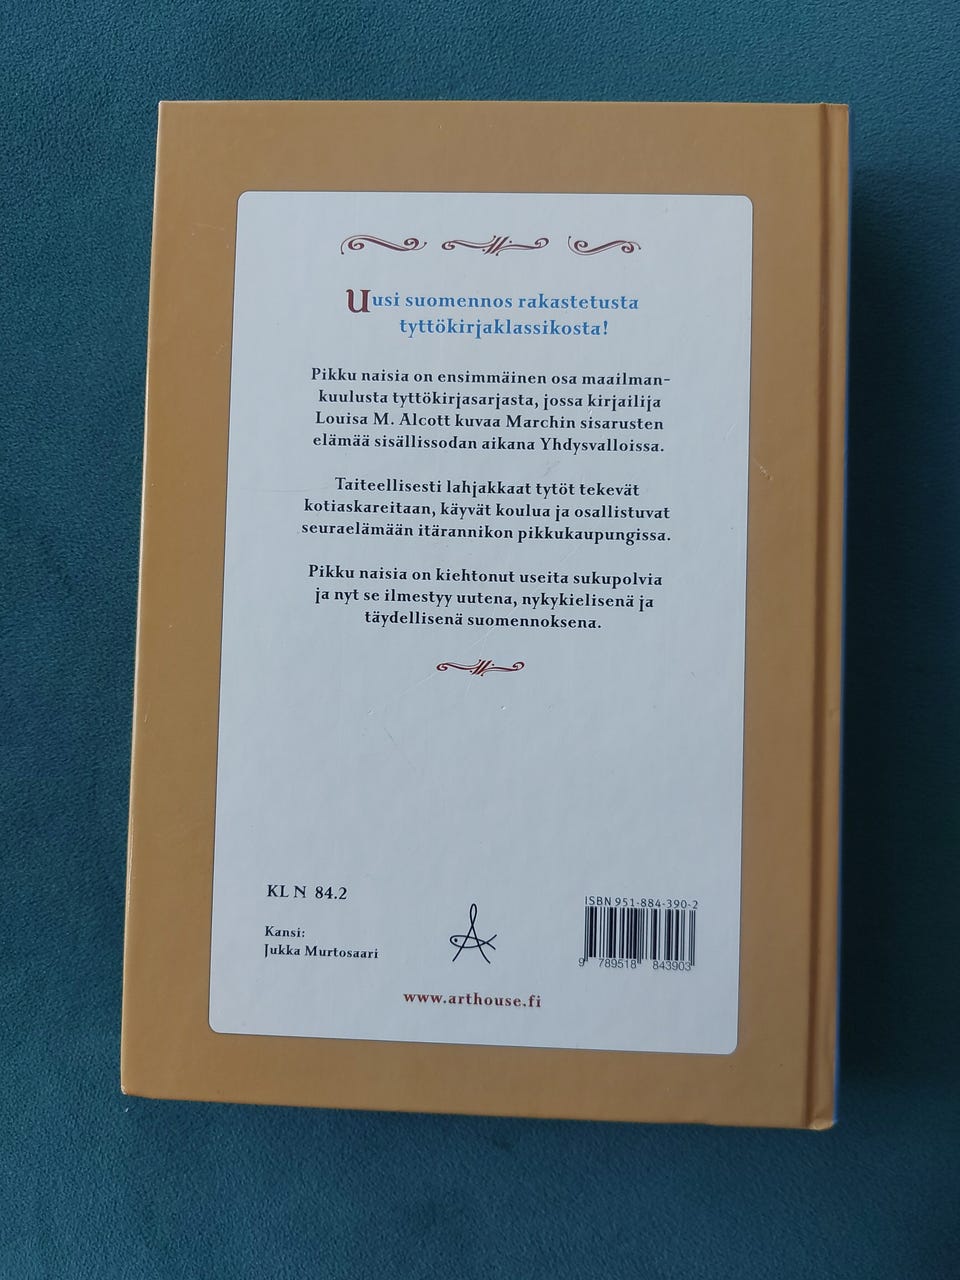 Uusi suomennos rakastetusta
tyttökirjaklassikosta!
Pikku naisia on ensimmäinen osa maailman-
kuulusta tyttökirjasarjasta, jossa kirjailija
Louisa M. Alcott kuvaa Marchin sisarusten
elämää sisällissodan aikana Yhdysvalloissa.
Taiteellisesti lahjakkaat tytöt tekevät
kotiaskareitaan, käyvät koulua ja osallistuvat
seuraelämään itärannikon pikkukaupungissa.
Pikku naisia on kiehtonut useita sukupolvia
ja nyt se ilmestyy uutena, nykykielisenä ja
täydellisenä suomennoksena.
KL N 84.2
Kansi:
Jukka Murtosaari
ISBN 951-884-390-2
9 789518 843903
www.arthouse.fi